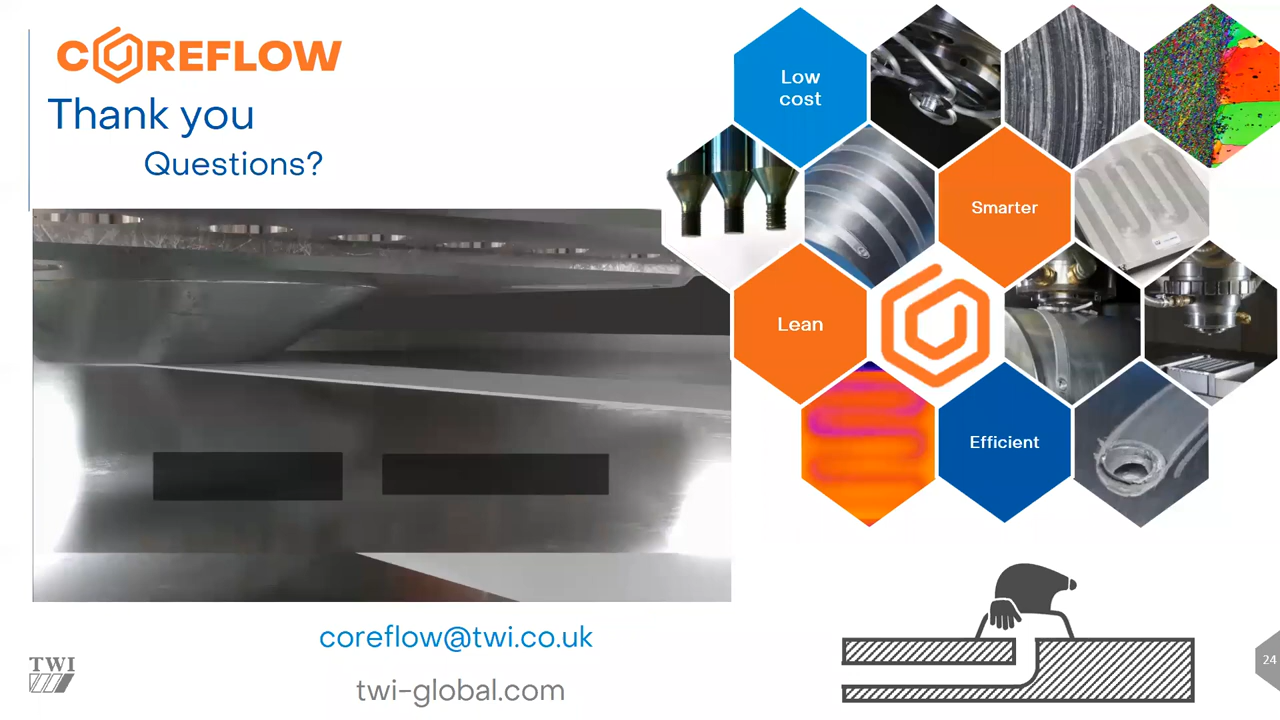 COREFLOW
Thank you
Questions?
Low
cost
Smarter
Lean
Efficient
coreflow@twi.co.uk
twi-global.com
TWI
24